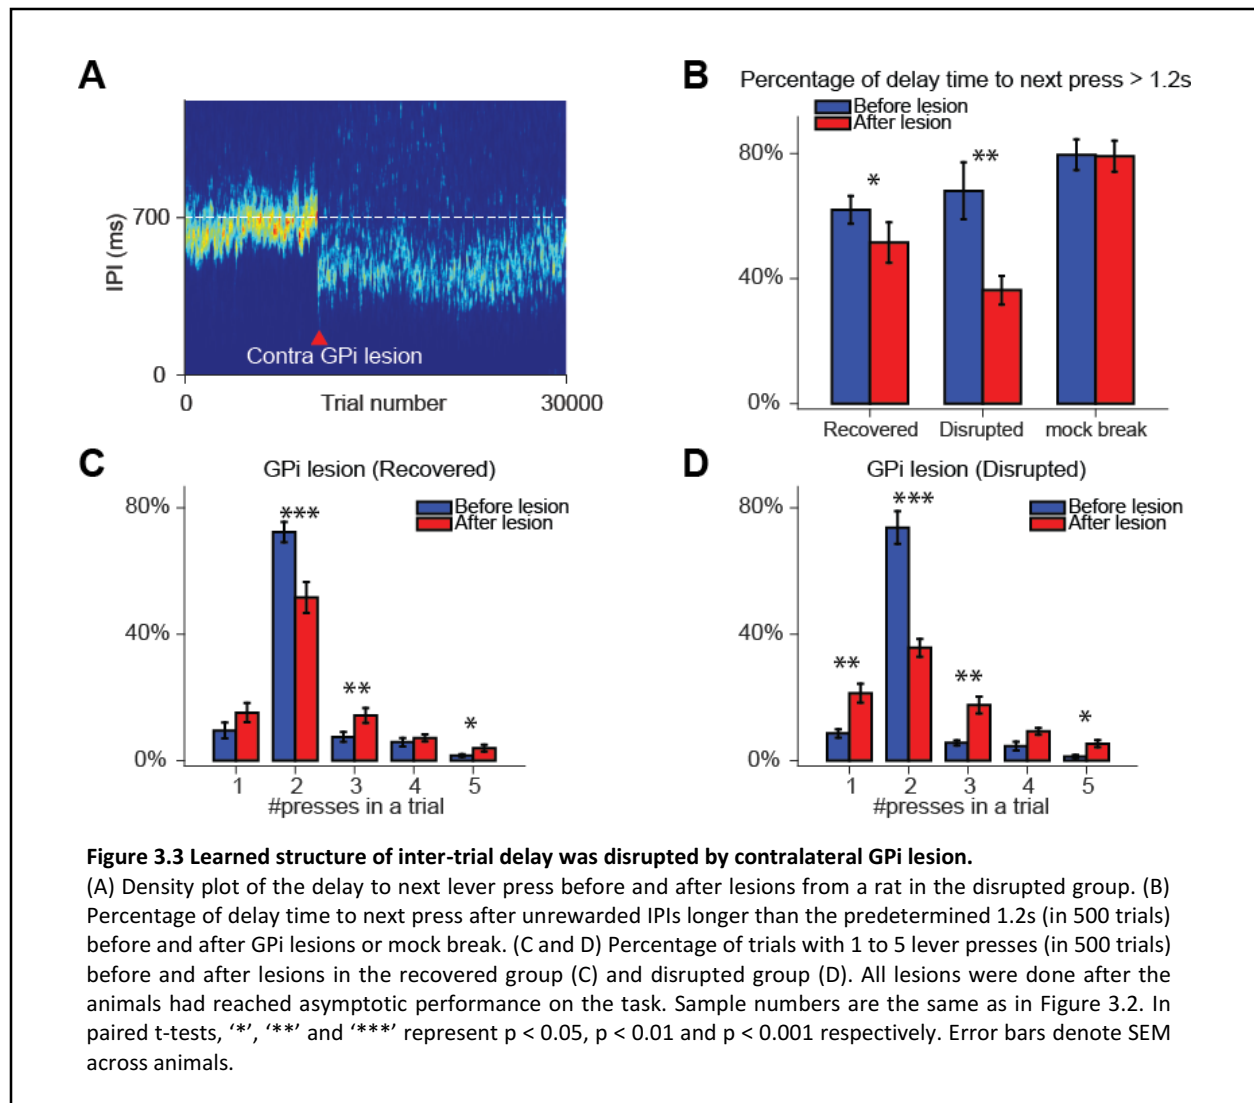 A
700
IPI (ms)
0
Contra GPi lesion
0
Trial number
30000
B
Percentage of delay time to next press > 1.2s
Before lesion
After lesion
80%
40%
0%
*
**
Recovered
Disrupted
mock break
C
GPi lesion (Recovered)
Before lesion
After lesion
80%
40%
0%
***
**
*
1 2 3 4 5
#presses in a trial
D
GPi lesion (Disrupted)
Before lesion
After lesion
80%
40%
0%
**
***
**
*
1 2 3 4 5
#presses in a trial
Figure 3.3 Learned structure of inter-trial delay was disrupted by contralateral GPi lesion.
(A) Density plot of the delay to next lever press before and after lesions from a rat in the disrupted group. (B)
Percentage of delay time to next press after unrewarded IPIs longer than the predetermined 1.2s (in 500 trials)
before and after GPi lesions or mock break. (C and D) Percentage of trials with 1 to 5 lever presses (in 500 trials)
before and after lesions in the recovered group (C) and disrupted group (D). All lesions were done after the
animals had reached asymptotic performance on the task. Sample numbers are the same as in Figure 3.2. In
paired t-tests, ‘*’, ‘**’ and ‘***’ represent p < 0.05, p < 0.01 and p < 0.001 respectively. Error bars denote SEM
across animals.